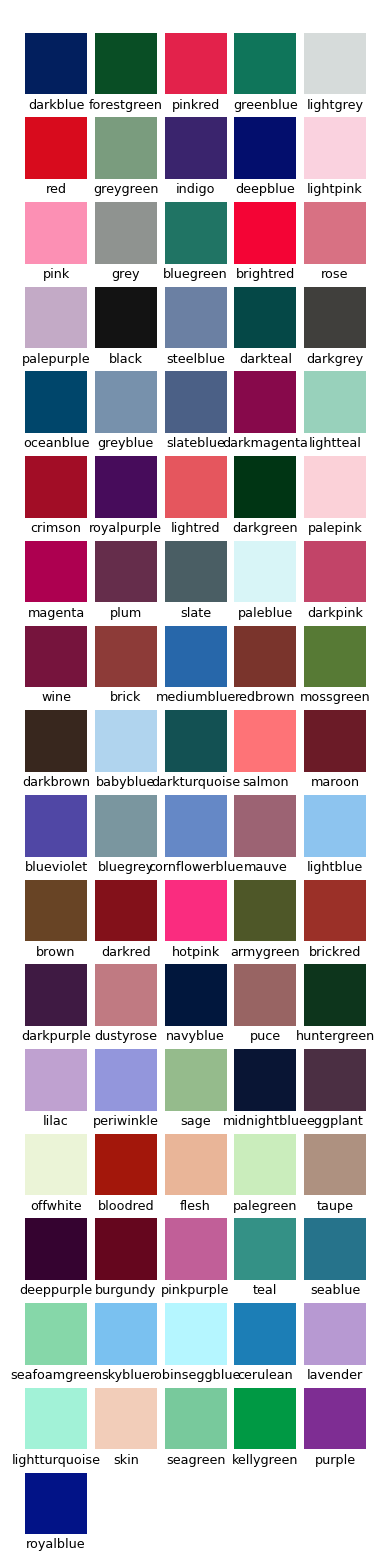 darkblue forestgreen pinkred greenblue lightgrey
red greygreen indigo deepblue lightpink
pink grey bluegreen brightred rose
palepurple black steelblue darkteal darkgrey
oceanblue greyblue slateblue darkmagenta lightteal
crimson royalpurple lightred darkgreen palepink
magenta plum slate paleblue darkpink
wine brick mediumblue redbrown mossgreen
darkbrown babyblue darkturquoise salmon maroon
blueviolet bluegrey cornflowerblue mauve lightblue
brown darkred hotpink armygreen brickred
darkpurple dustyrose navyblue puce huntergreen
lilac periwinkle sage midnightblue eggplant
offwhite bloodred flesh palegreen taupe
deeppurple burgundy pinkpurple teal seablue
seafoamgreen skyblue robinseggblue cerulean lavender
lightturquoise skin seagreen kellygreen purple
royalblue